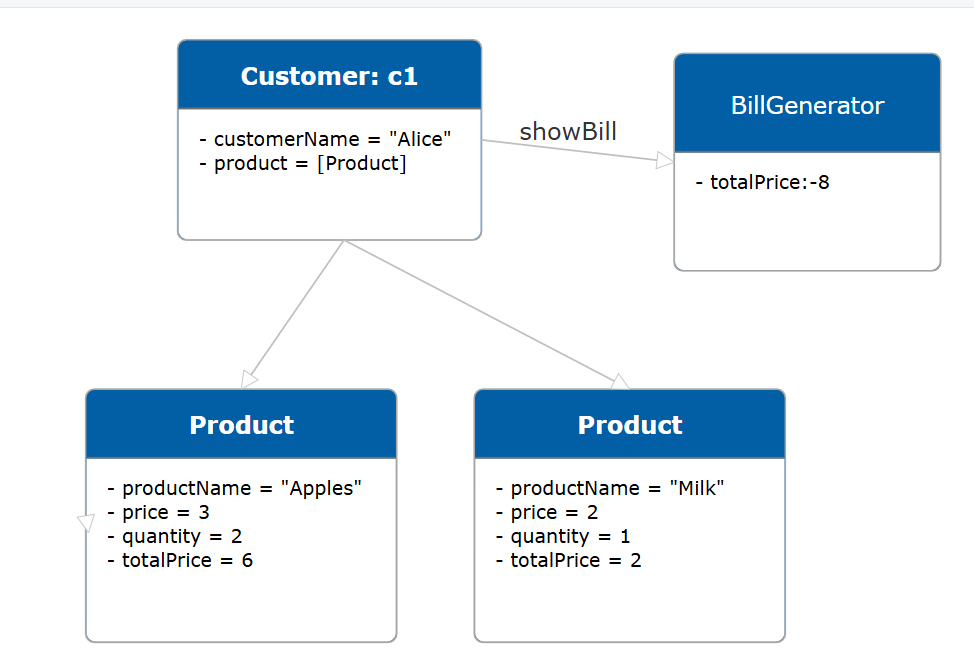 Customer: c1
- customerName = "Alice"
- product = [Product]
showBill
BillGenerator
- totalPrice:-8
Product
- productName = "Apples"
- price = 3
- quantity = 2
- totalPrice = 6
Product
- productName = "Milk"
- price = 2
- quantity = 1
- totalPrice = 2